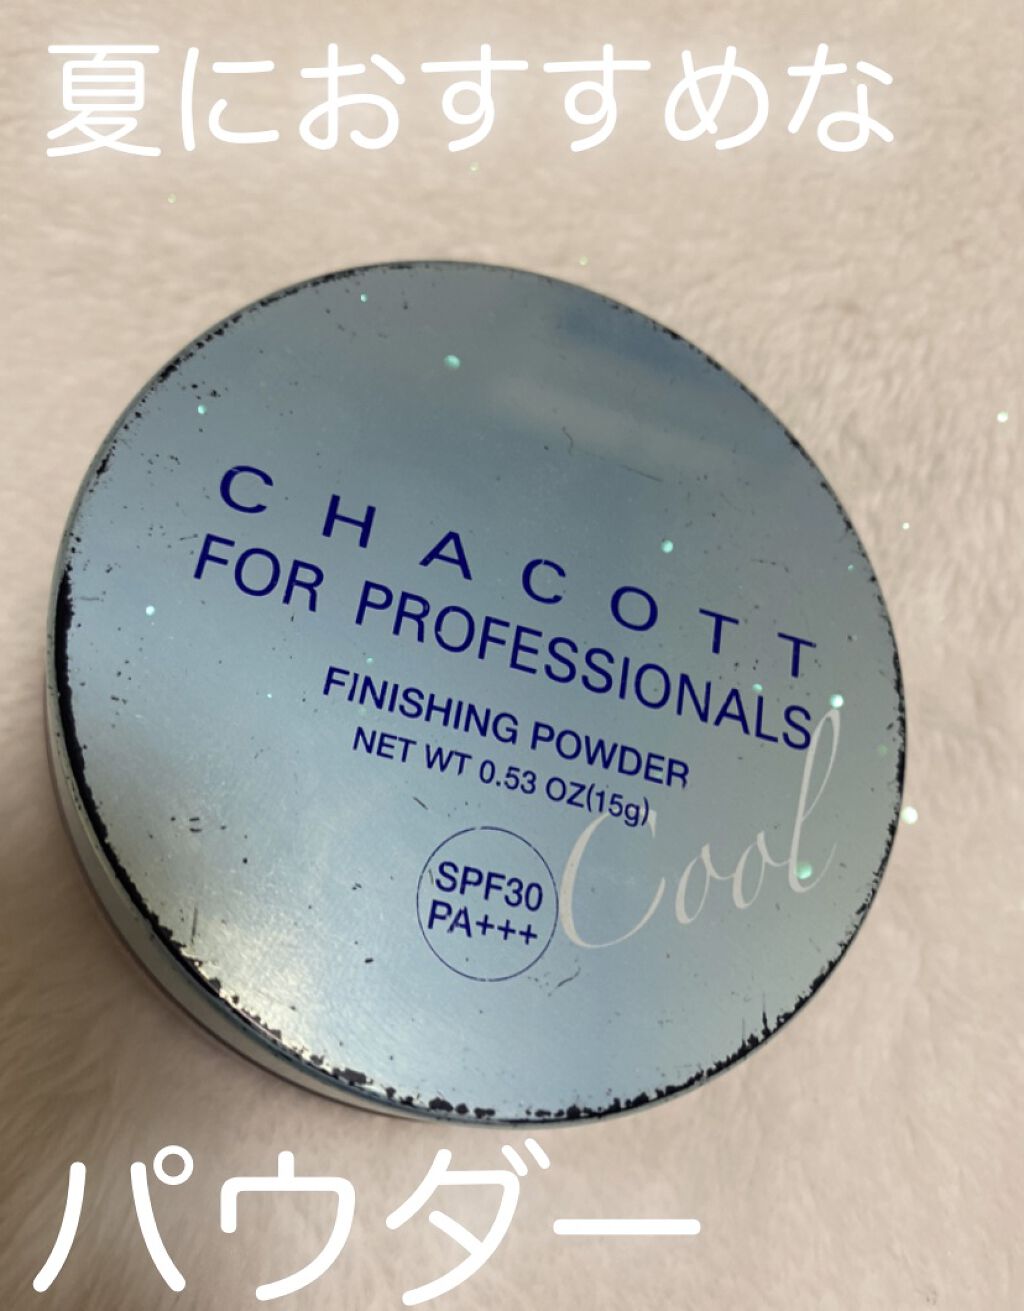 夏におすすめな
CHACOTT
FOR PROFESSIONALS
FINISHING POWDER
NET WT 0.53 OZ(15g)
Cool
SPF30
PA+++
パウダー